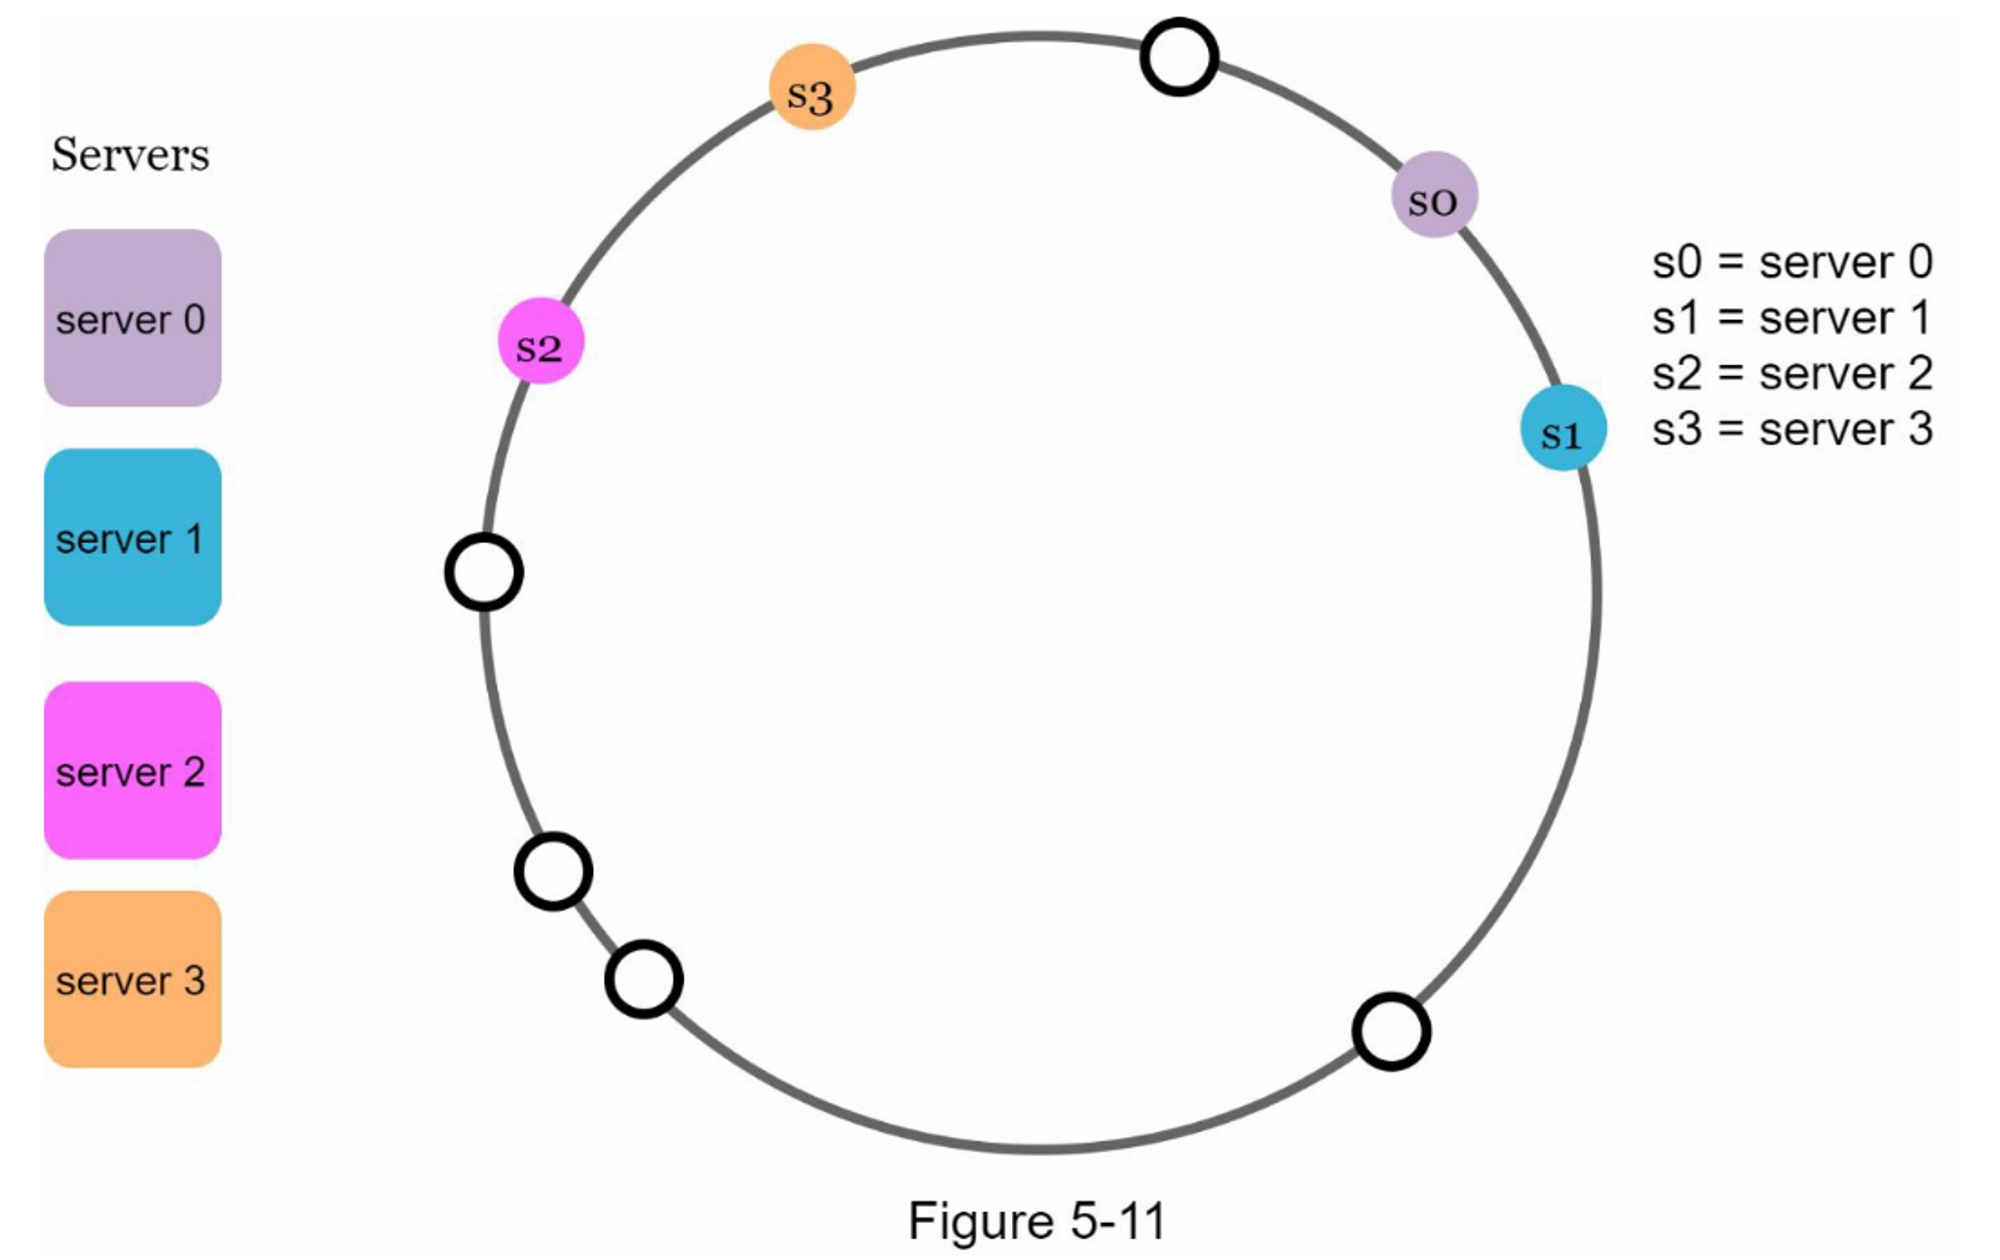 Servers
server 0
server 1
server 2
server 3
s3
s0
s2
s1
s0 = server 0
s1 = server 1
s2 = server 2
s3 = server 3
Figure 5-11